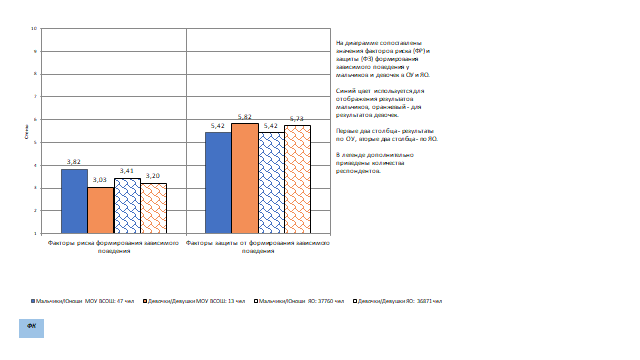 10
9
8
7
6
5
4
3
2
1
Стены
3,82
3,03
3,41
3,20
5,42
5,82
5,42
5,73
Факторы риска формирования зависимого
поведения
Факторы защиты от формирования зависимого
поведения
На диаграмме сопоставлены
значения факторов риска (ФР) и
защиты (ФЗ) формирования
зависимого поведения у
мальчиков и девочек в ОУ и ЯО.
Синий цвет используется для
отображения результатов
мальчиков, оранжевый - для
результатов девочек.
Первые два столбца - результаты
по ОУ, вторые два столбца - по ЯО.
В легенде дополнительно
приведены количества
респондентов.
Мальчики/Юноши МОУ ВСОШ: 47 чел
Девочки/Девушки МОУ ВСОШ: 13 чел
Мальчики/Юноши ЯО; 37760 чел
Девочки/Девушки ЯО; 36871 чел
ФК